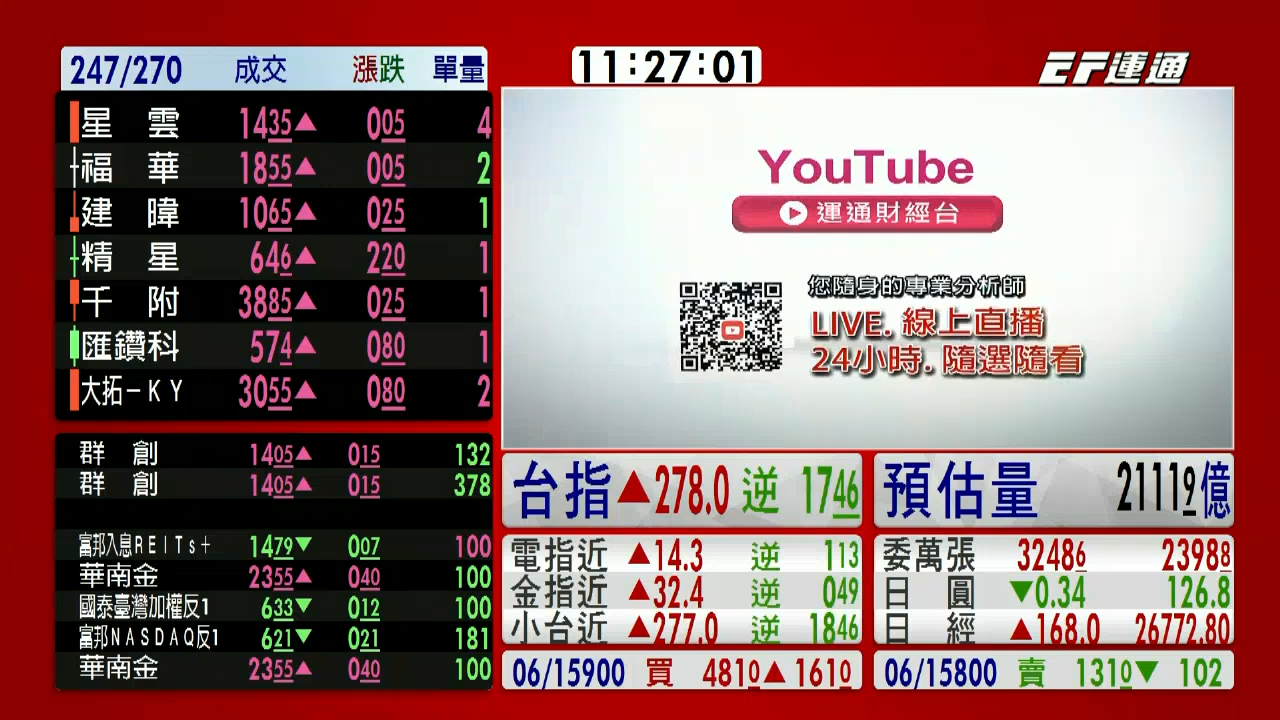 247/270 成交 漲跌 單量
11:27:01
EF運通
星雲 1435▲ 005 4
福華 1855▲ 005 2
建暐 1065▲ 025 1
精星 646▲ 220 1
千附 3885▲ 025 1
匯鑽科 574▲ 080 1
大拓-KY 3055▲ 080 2
YouTube
運通財經台
您隨身的專業分析師
LIVE. 線上直播
24小時. 隨選隨看
群創 1405▲ 015 132
群創 1405▲ 015 378
富邦入息REITs+ 1479▼ 007 100
華南金 2355▲ 040 100
國泰臺灣加權反1 633▼ 012 100
富邦NASDAQ反1 621▼ 021 181
華南金 2355▲ 040 100
台指▲278.0 逆 1746
預估量 21119億
電指近 ▲14.3 逆 113
金指近 ▲32.4 逆 049
小台近 ▲277.0 逆 1846
委萬張 32486 23988
日圓 ▼0.34 126.8
日經 ▲168.0 26772.80
06/15900 買 4810▲1610
06/15800 賣 1310▼ 102